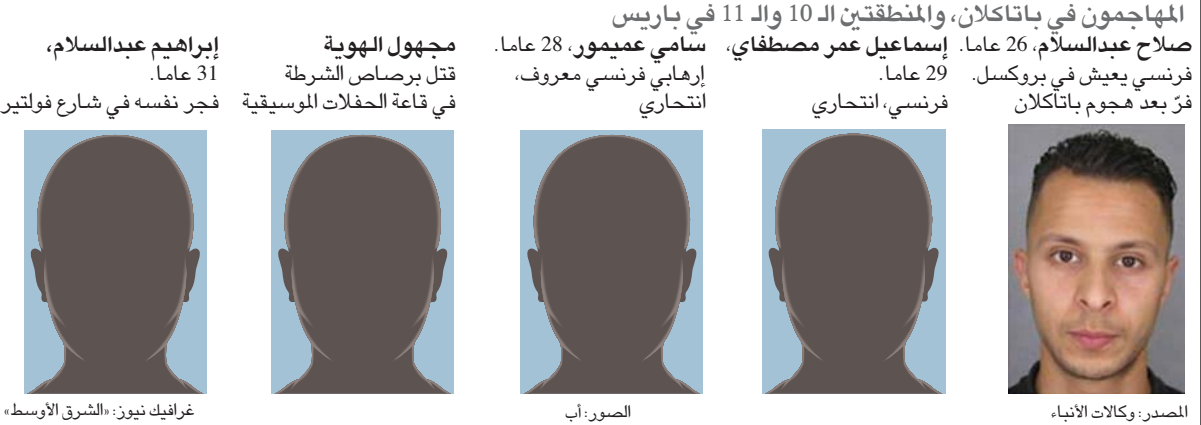 المهاجمون في باتاكلان، والمنطقتين الـ 10 والـ 11 في باريس
صلاح عبدالسلام، 26 عاما.
فرنسي يعيش في بروكسل.
فرّ بعد هجوم باتاكلان
إسماعيل عمر مصطفاي،
29 عاما.
فرنسي، انتحاري
سامي عميمور، 28 عاما.
إرهابي فرنسي معروف،
انتحاري
مجهول الهوية
قتل برصاص الشرطة
في قاعة الحفلات الموسيقية
إبراهيم عبدالسلام،
31 عاما.
فجر نفسه في شارع فولتير
المصدر: وكالات الأنباء
الصور: أب
غرافيك نيوز: «الشرق الأوسط»